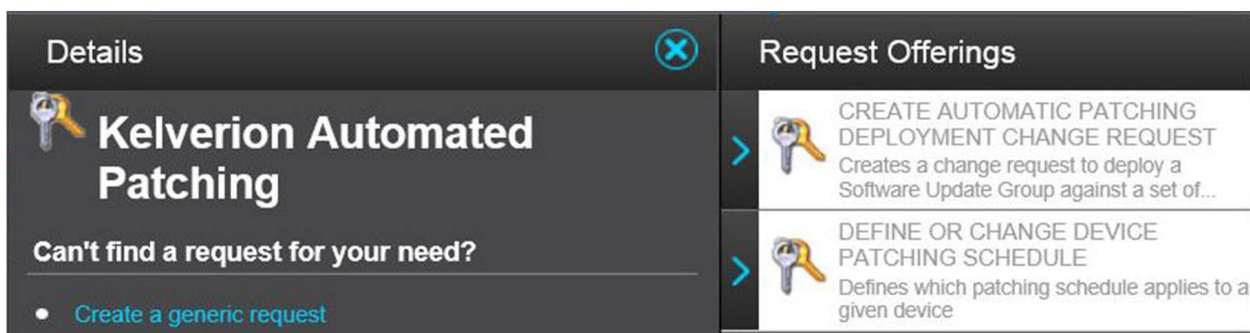 Details
Kelverion Automated
Patching
Can't find a request for your need?
Create a generic request
Request Offerings
CREATE AUTOMATIC PATCHING
DEPLOYMENT CHANGE REQUEST
Creates a change request to deploy a
Software Update Group against a set of...
DEFINE OR CHANGE DEVICE
PATCHING SCHEDULE
Defines which patching schedule applies to a
given device